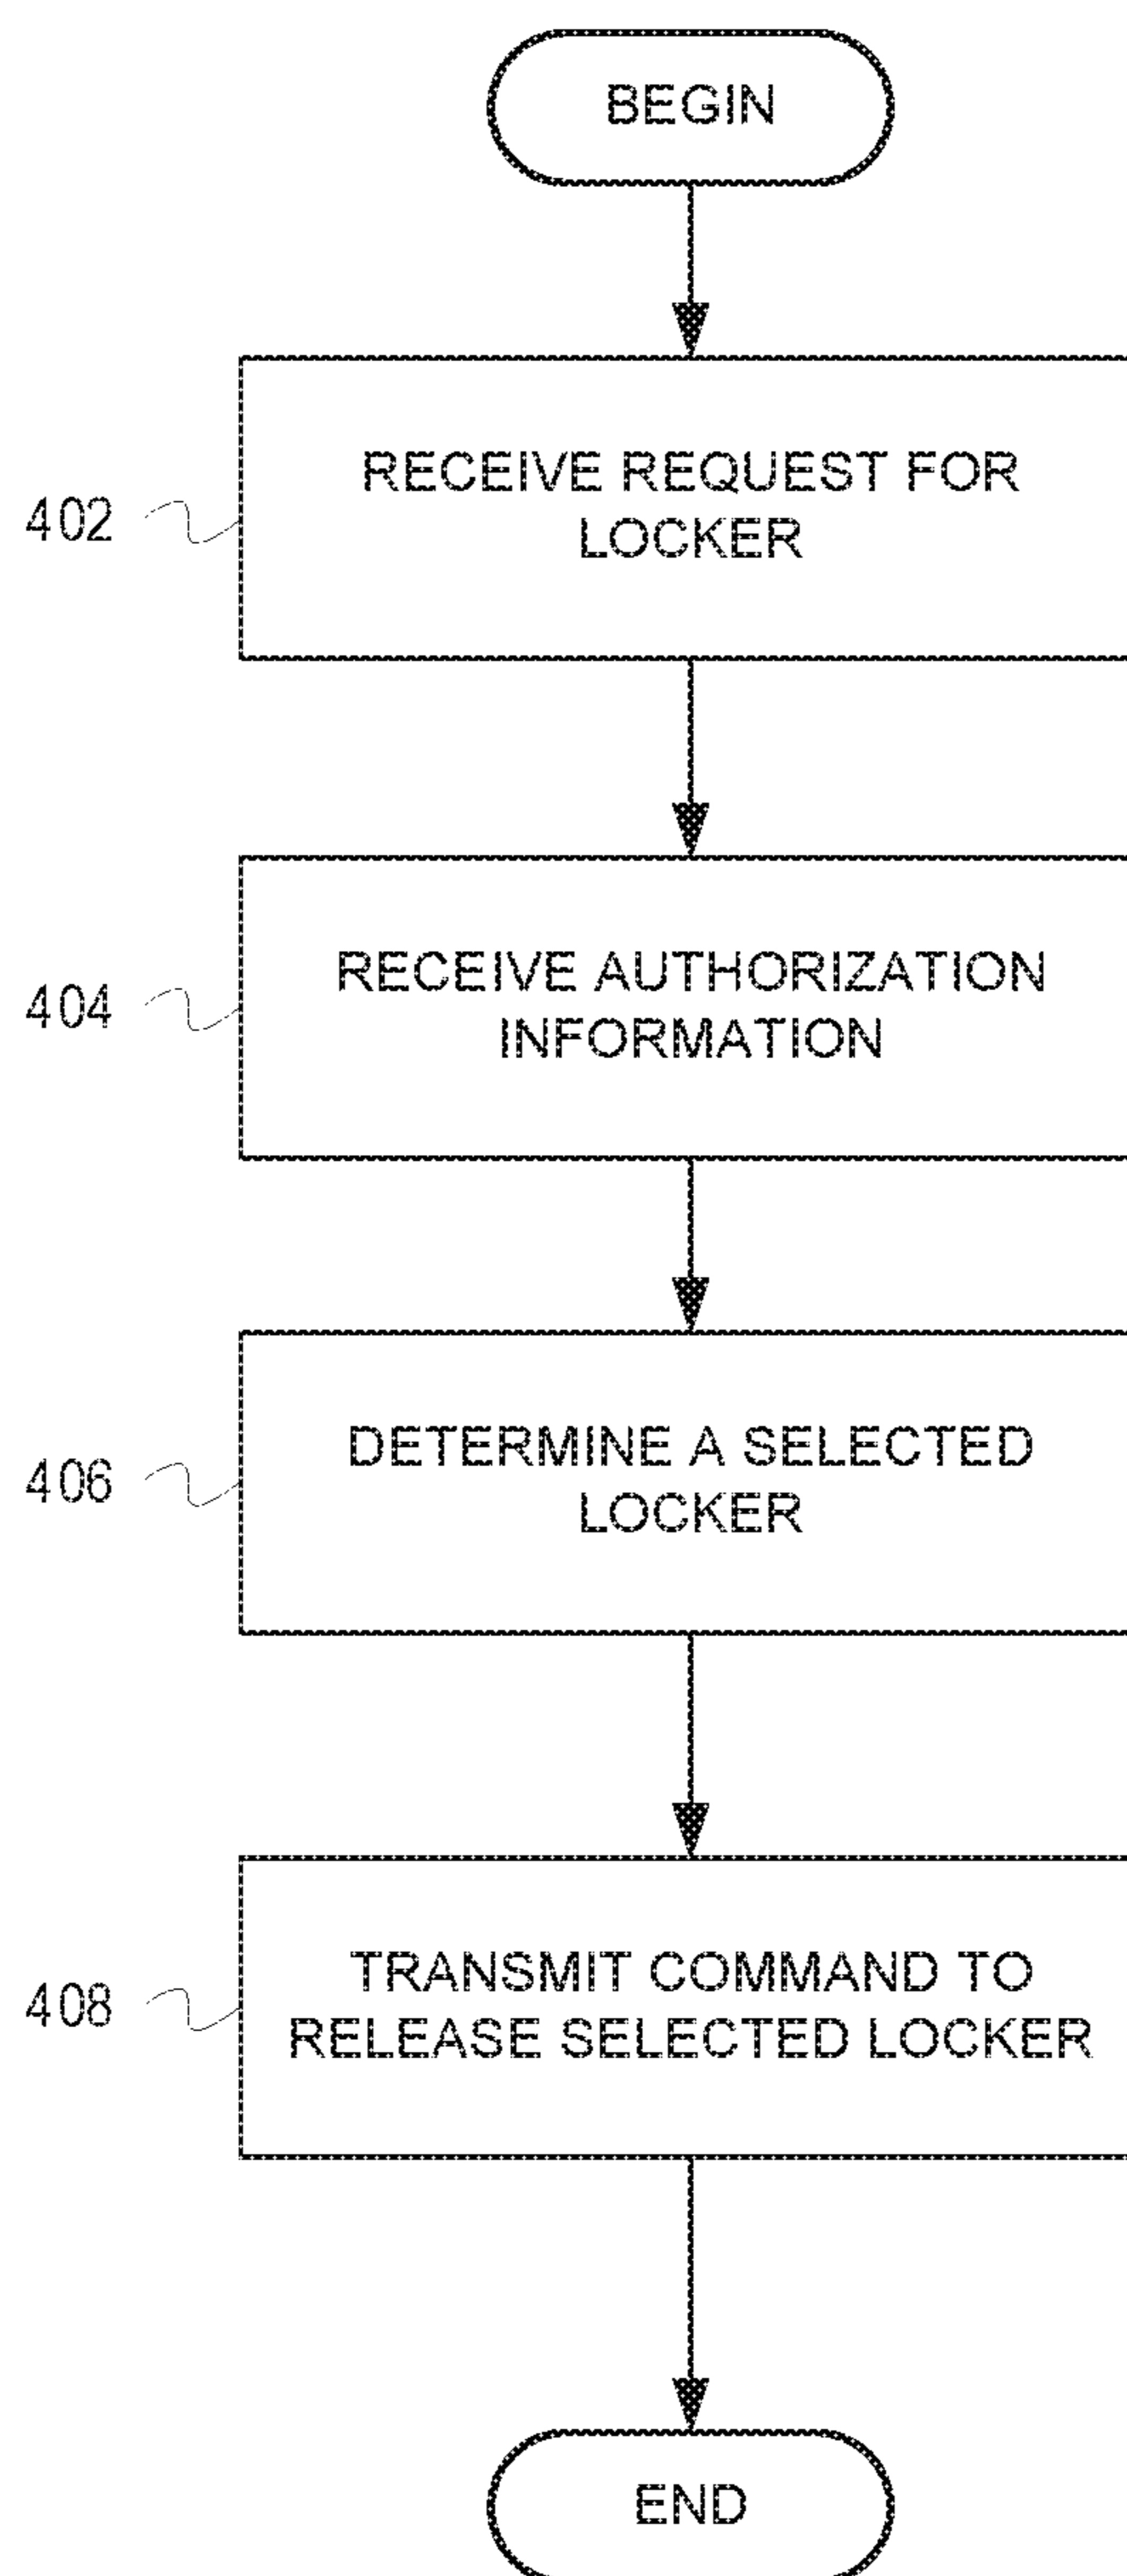 BEGIN
402
RECEIVE REQUEST FOR
LOCKER
404
RECEIVE AUTHORIZATION
INFORMATION
406
DETERMINE A SELECTED
LOCKER
408
TRANSMIT COMMAND TO
RELEASE SELECTED LOCKER
END